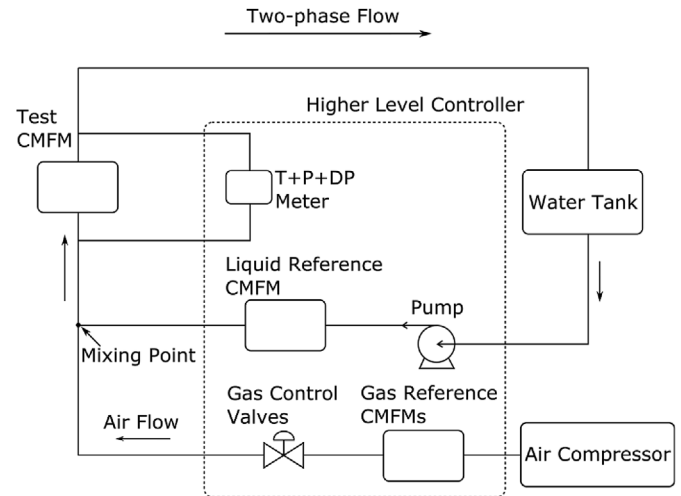 Two-phase Flow
Higher Level Controller
Test
CMFM
T+P+DP
Meter
Water Tank
Liquid Reference
CMFM
Pump
Mixing Point
Gas Control
Valves
Gas Reference
CMFMs
Air Flow
Air Compressor